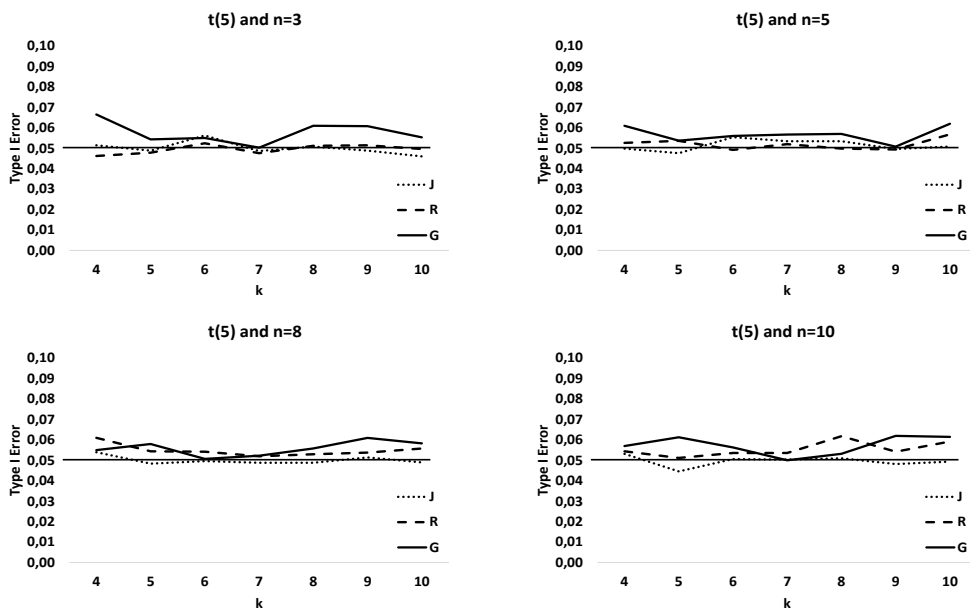 t(5) and n=3
Type I Error
0,10
0,09
0,08
0,07
0,06
0,05
0,04
0,03
0,02
0,01
0,00
J
R
G
4 5 6 7 8 9 10
k
t(5) and n=5
Type I Error
0,10
0,09
0,08
0,07
0,06
0,05
0,04
0,03
0,02
0,01
0,00
J
R
G
4 5 6 7 8 9 10
k
t(5) and n=8
Type I Error
0,10
0,09
0,08
0,07
0,06
0,05
0,04
0,03
0,02
0,01
0,00
J
R
G
4 5 6 7 8 9 10
k
t(5) and n=10
Type I Error
0,10
0,09
0,08
0,07
0,06
0,05
0,04
0,03
0,02
0,01
0,00
J
R
G
4 5 6 7 8 9 10
k